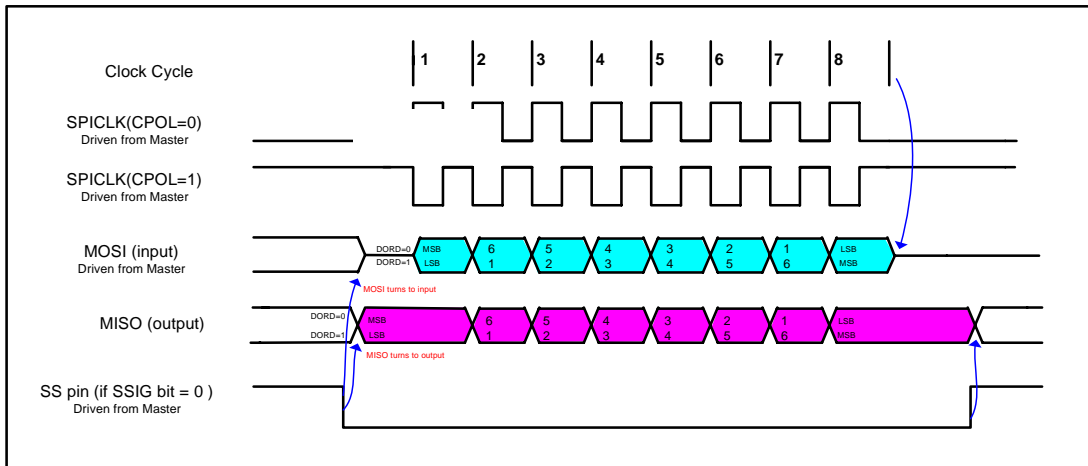 Clock Cycle
1 2 3 4 5 6 7 8
SPICLK(CPOL=0)
Driven from Master
SPICLK(CPOL=1)
Driven from Master
MOSI (input)
Driven from Master
DORD=0 MSB 6 5 4 3 2 1 LSB
DORD=1 LSB 1 2 3 4 5 6 MSB
MOSI turns to input
MISO (output)
DORD=0 MSB 6 5 4 3 2 1 LSB
DORD=1 LSB 1 2 3 4 5 6 MSB
MISO turns to output
SS pin (if SSIG bit = 0 )
Driven from Master